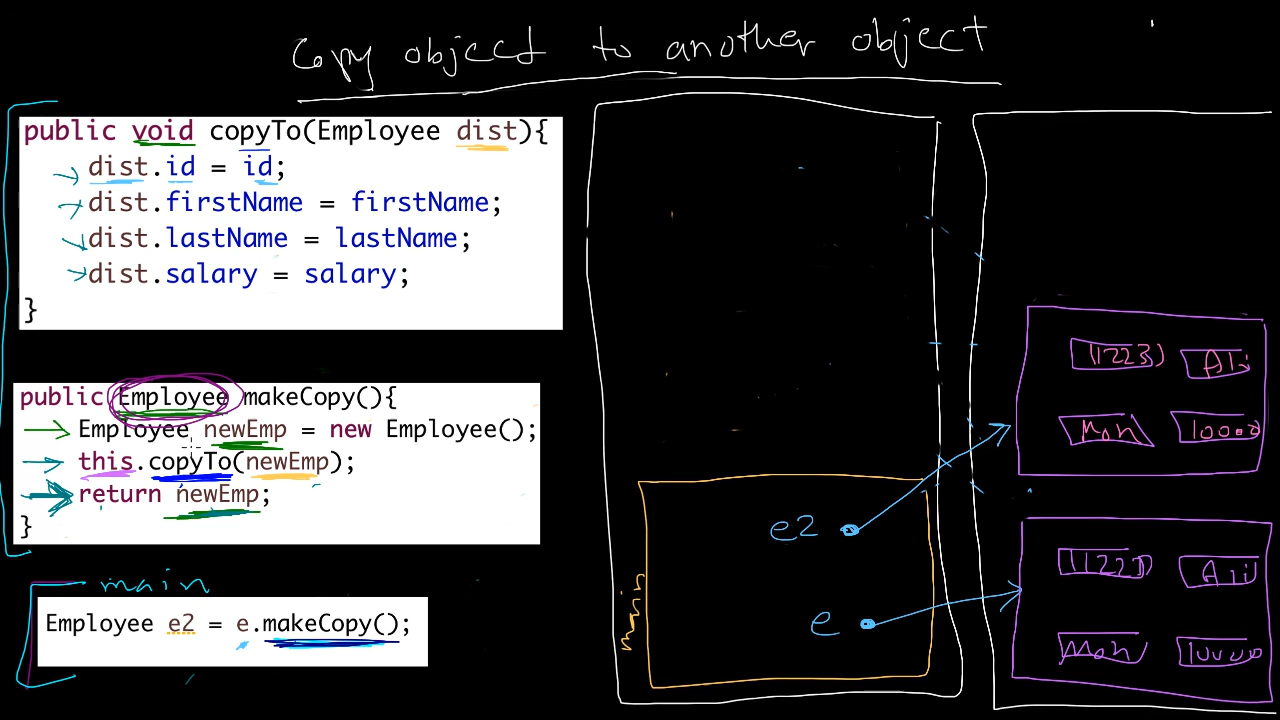 Copy object to another object
public void copyTo(Employee dist){
dist.id = id;
dist.firstName = firstName;
dist.lastName = lastName;
dist.salary = salary;
}
public Employee makeCopy(){
Employee newEmp = new Employee();
this.copyTo(newEmp);
return newEmp;
}
main
Employee e2 = e.makeCopy();
e2
e
main
11223 Ali
Ali